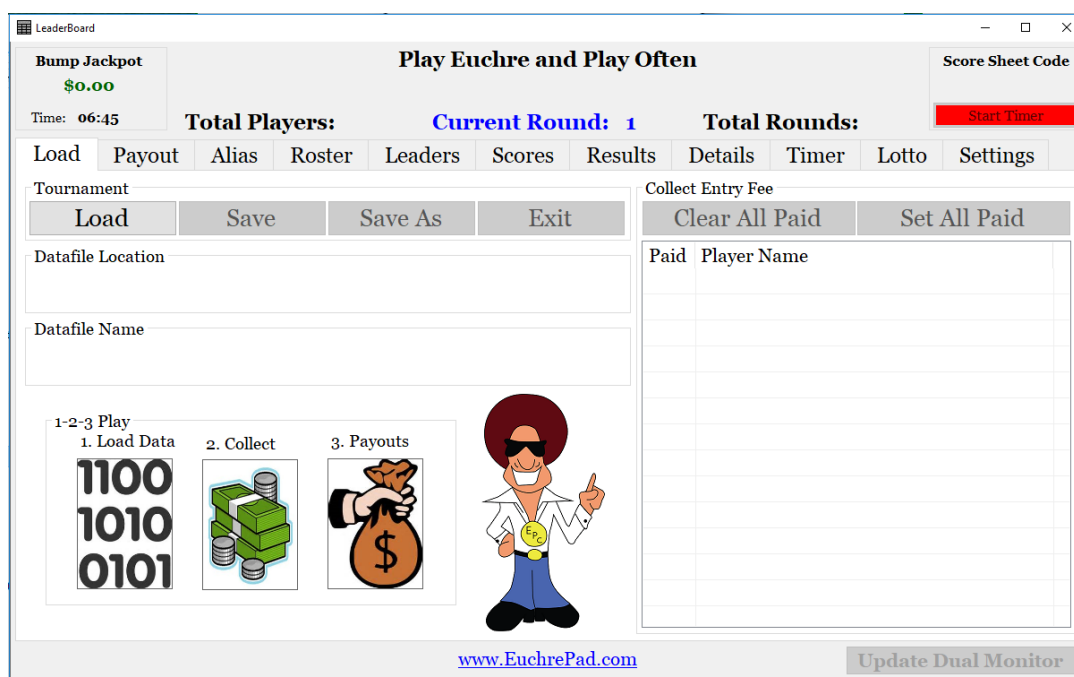 LeaderBoard
Bump Jackpot
$0.00
Time: 06:45
Play Euchre and Play Often
Score Sheet Code
Start Timer
Total Players: Current Round: 1 Total Rounds:
Load Payout Alias Roster Leaders Scores Results Details Timer Lotto Settings
Tournament
Load Save Save As Exit
Collect Entry Fee
Clear All Paid Set All Paid
Datafile Location
Paid Player Name
Datafile Name
1-2-3 Play
1. Load Data 2. Collect 3. Payouts
1100
1010
0101
$
EPC
www.EuchrePad.com
Update Dual Monitor